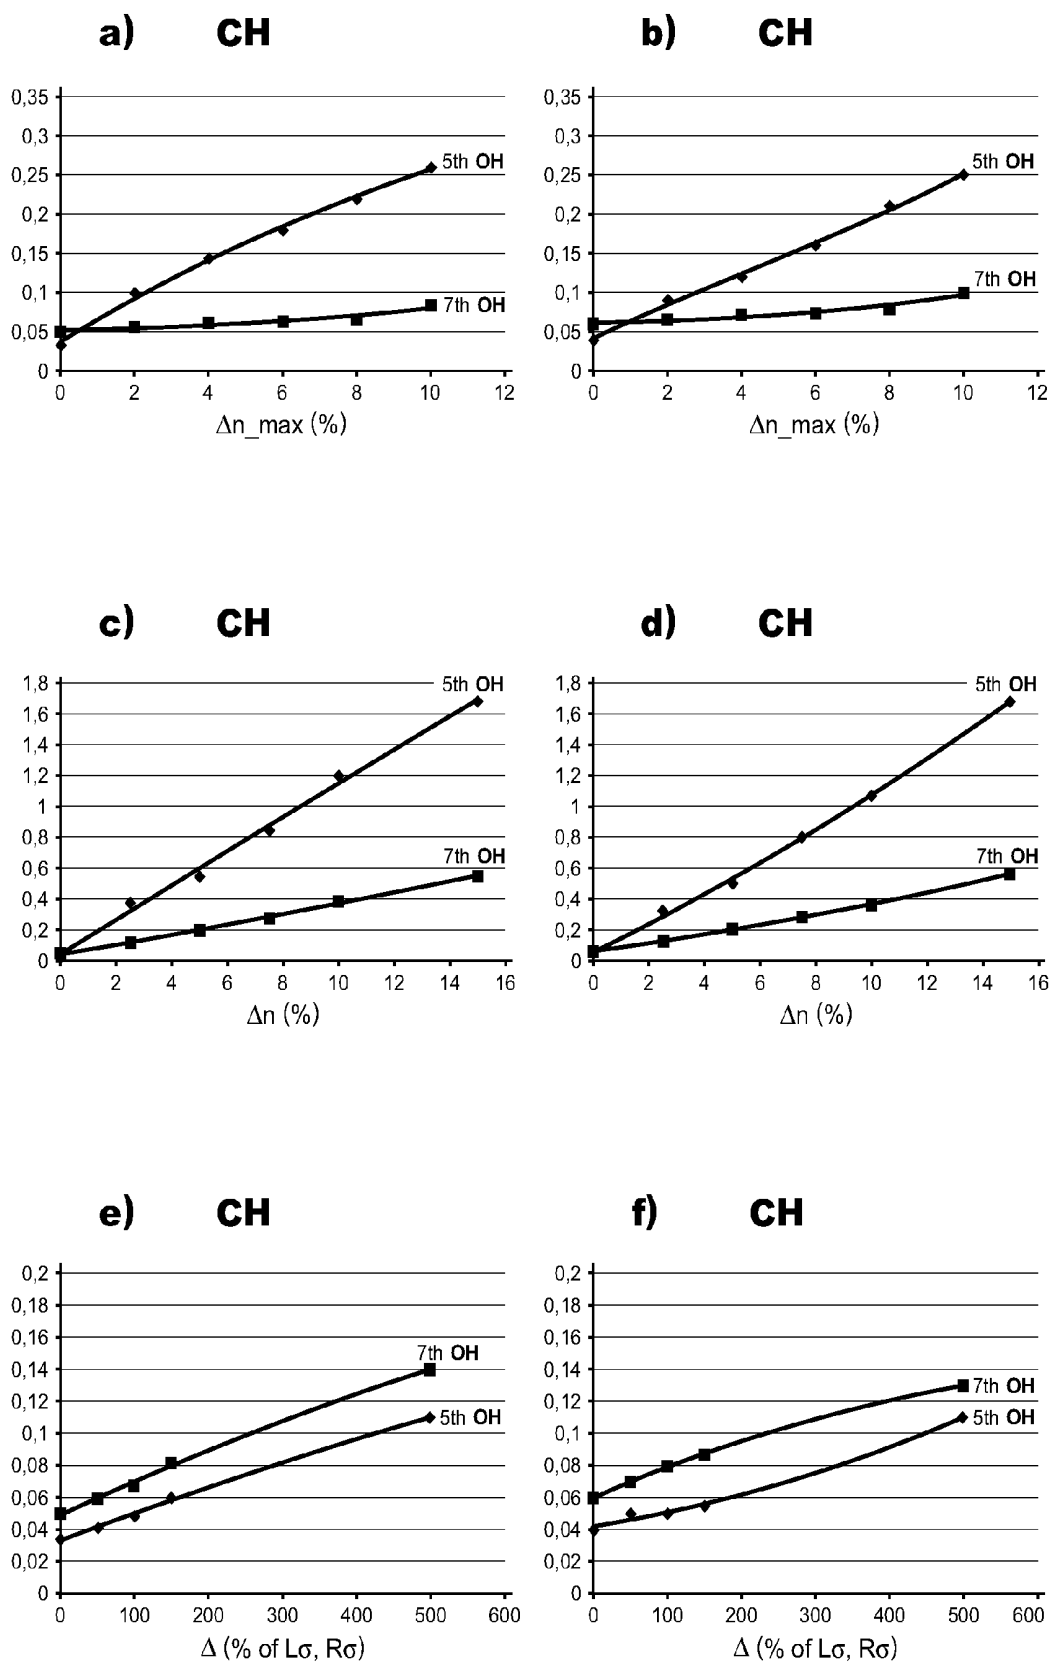 a) CH
b) CH
0,35
0,3
0,25
0,2
0,15
0,1
0,05
0
5th OH
7th OH
0 2 4 6 8 10 12
Δn_max (%)
0,35
0,3
0,25
0,2
0,15
0,1
0,05
0
5th OH
7th OH
0 2 4 6 8 10 12
Δn_max (%)
c) CH
d) CH
1,8
1,6
1,4
1,2
1
0,8
0,6
0,4
0,2
0
5th OH
7th OH
0 2 4 6 8 10 12 14 16
Δn (%)
1,8
1,6
1,4
1,2
1
0,8
0,6
0,4
0,2
0
5th OH
7th OH
0 2 4 6 8 10 12 14 16
Δn (%)
e) CH
f) CH
0,2
0,18
0,16
0,14
0,12
0,1
0,08
0,06
0,04
0,02
0
7th OH
5th OH
0 100 200 300 400 500 600
Δ (% of Lσ, Rσ)
0,2
0,18
0,16
0,14
0,12
0,1
0,08
0,06
0,04
0,02
0
7th OH
5th OH
0 100 200 300 400 500 600
Δ (% of Lσ, Rσ)